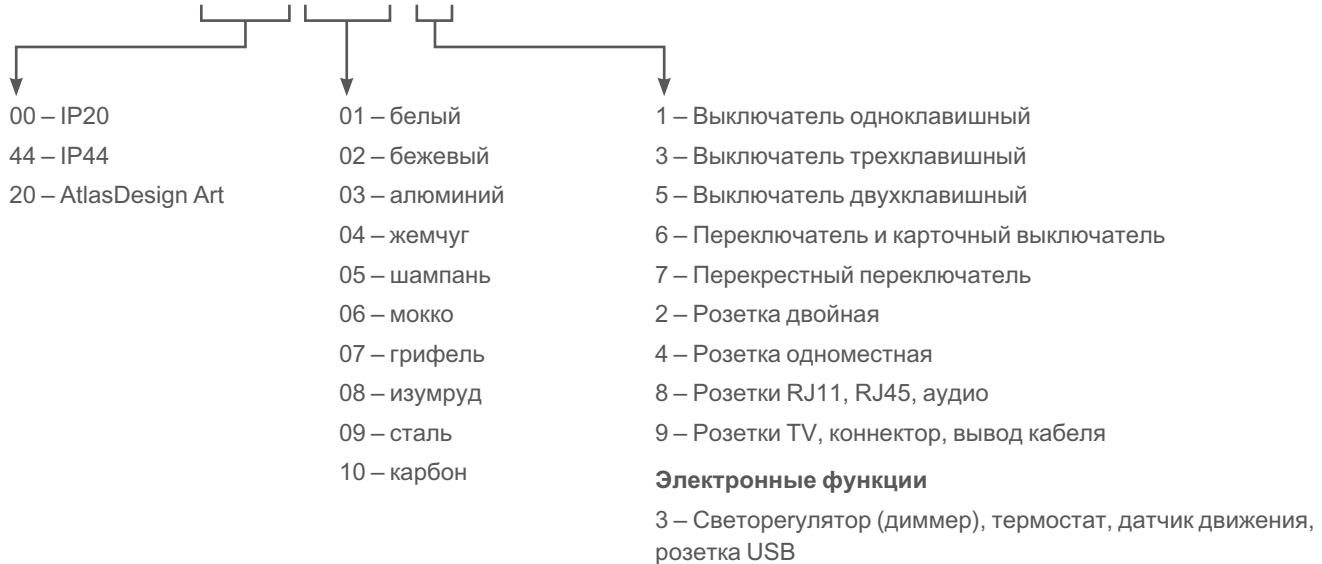 00 – IP20
44 – IP44
20 – AtlasDesign Art
01 – белый
02 – бежевый
03 – алюминий
04 – жемчуг
05 – шампань
06 – мокко
07 – грифель
08 – изумруд
09 – сталь
10 – карбон
1 – Выключатель одноклавишный
3 – Выключатель трехклавишный
5 – Выключатель двухклавишный
6 – Переключатель и карточный выключатель
7 – Перекрестный переключатель
2 – Розетка двойная
4 – Розетка одноместная
8 – Розетки RJ11, RJ45, аудио
9 – Розетки TV, коннектор, вывод кабеля
Электронные функции
3 – Светорегулятор (диммер), термостат, датчик движения,
розетка USB